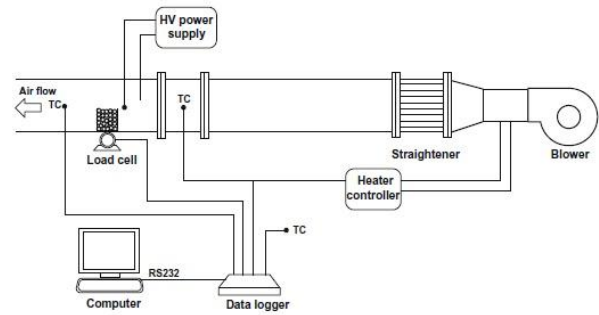 HV power
supply
Air flow
TC
TC
Load cell
Straightener
Blower
Heater
controller
TC
RS232
Computer
Data logger